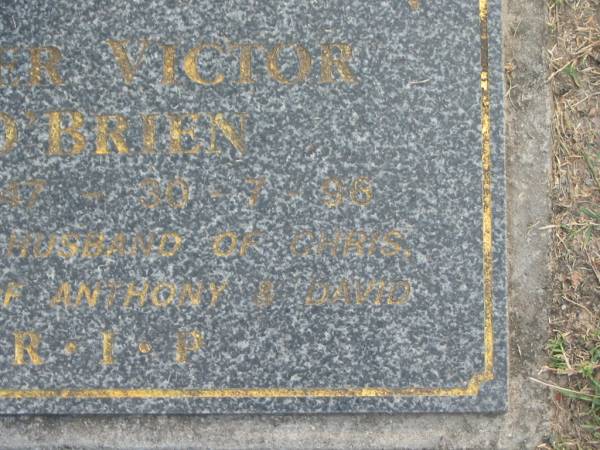 ER VICTOR
O'BRIEN
47 - 30 - 7 - 96
HUSBAND OF CHRIS,
F ANTHONY & DAVID
R · I · P